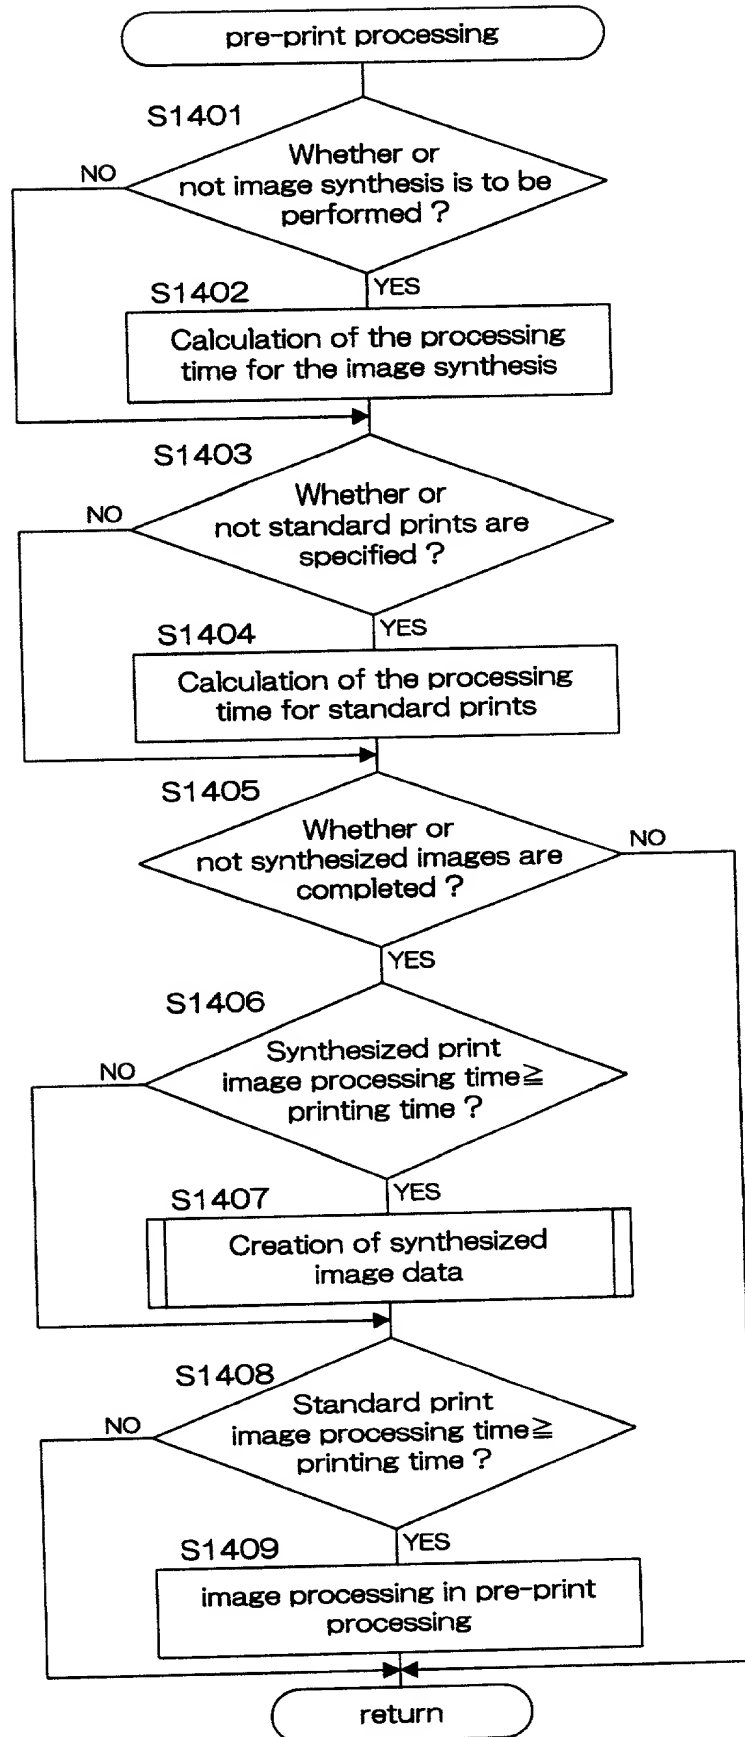 pre-print processing
S1401
NO
Whether or
not image synthesis is to be
performed ?
YES
S1402
Calculation of the processing
time for the image synthesis
S1403
NO
Whether or
not standard prints are
specified ?
YES
S1404
Calculation of the processing
time for standard prints
S1405
Whether or
not synthesized images are
completed ?
NO
YES
S1406
NO
Synthesized print
image processing time≧
printing time ?
YES
S1407
Creation of synthesized
image data
S1408
NO
Standard print
image processing time≧
printing time ?
YES
S1409
image processing in pre-print
processing
return